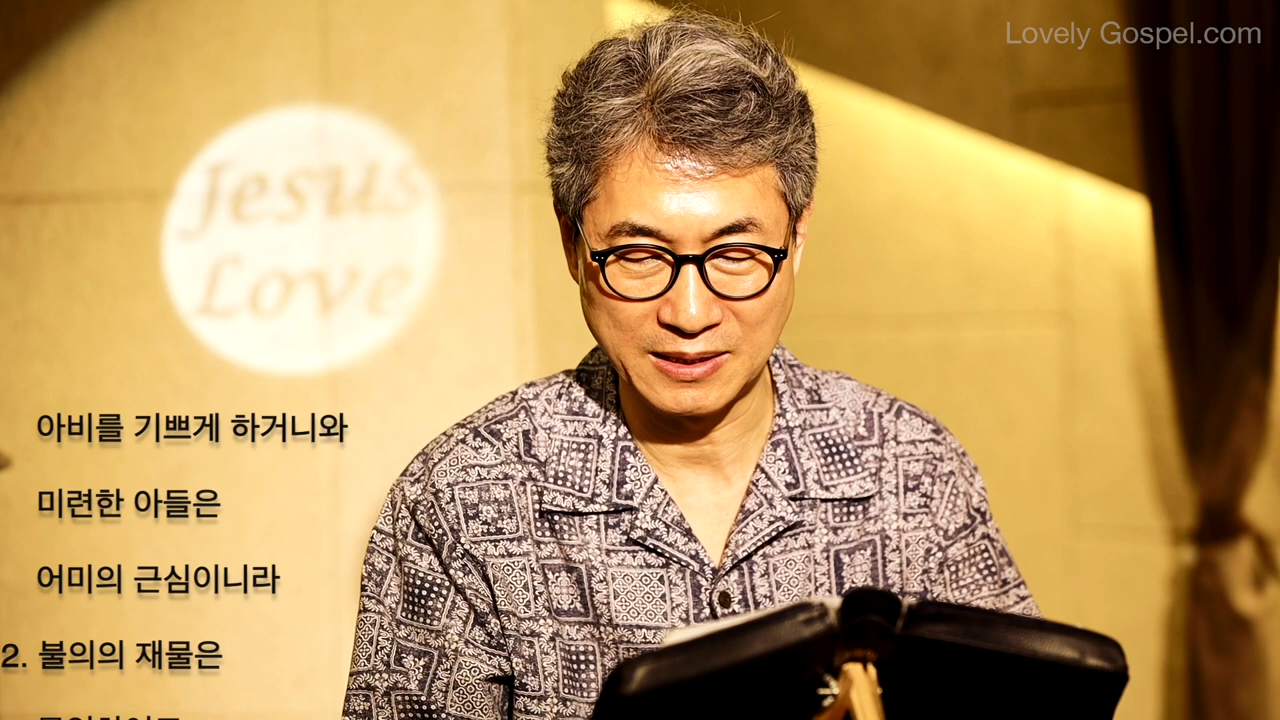 Lovely Gospel.com
Jesus
Love
아비를 기쁘게 하거니와
미련한 아들은
어미의 근심이니라
2. 불의의 재물은